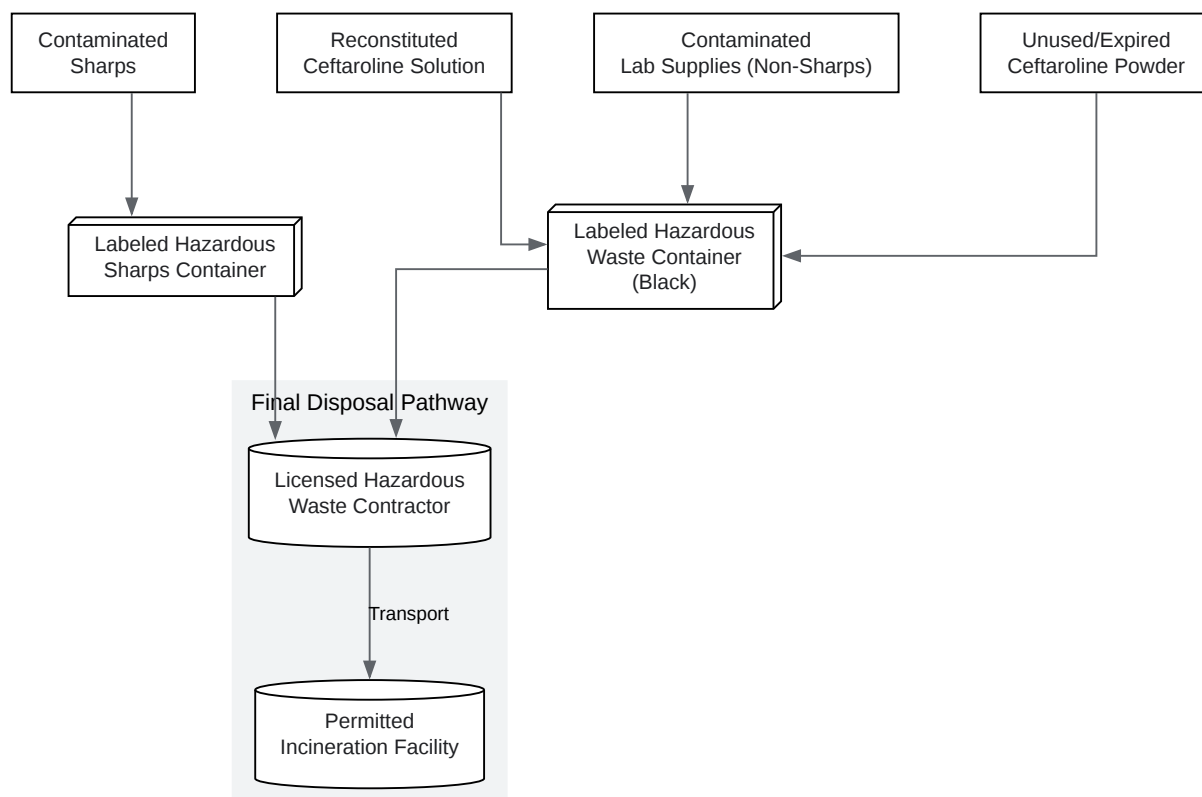 Contaminated
Sharps
Reconstituted
Ceftaroline Solution
Contaminated
Lab Supplies (Non-Sharps)
Unused/Expired
Ceftaroline Powder
Labeled Hazardous
Sharps Container
Labeled Hazardous
Waste Container
(Black)
Final Disposal Pathway
Licensed Hazardous
Waste Contractor
Transport
Permitted
Incineration Facility